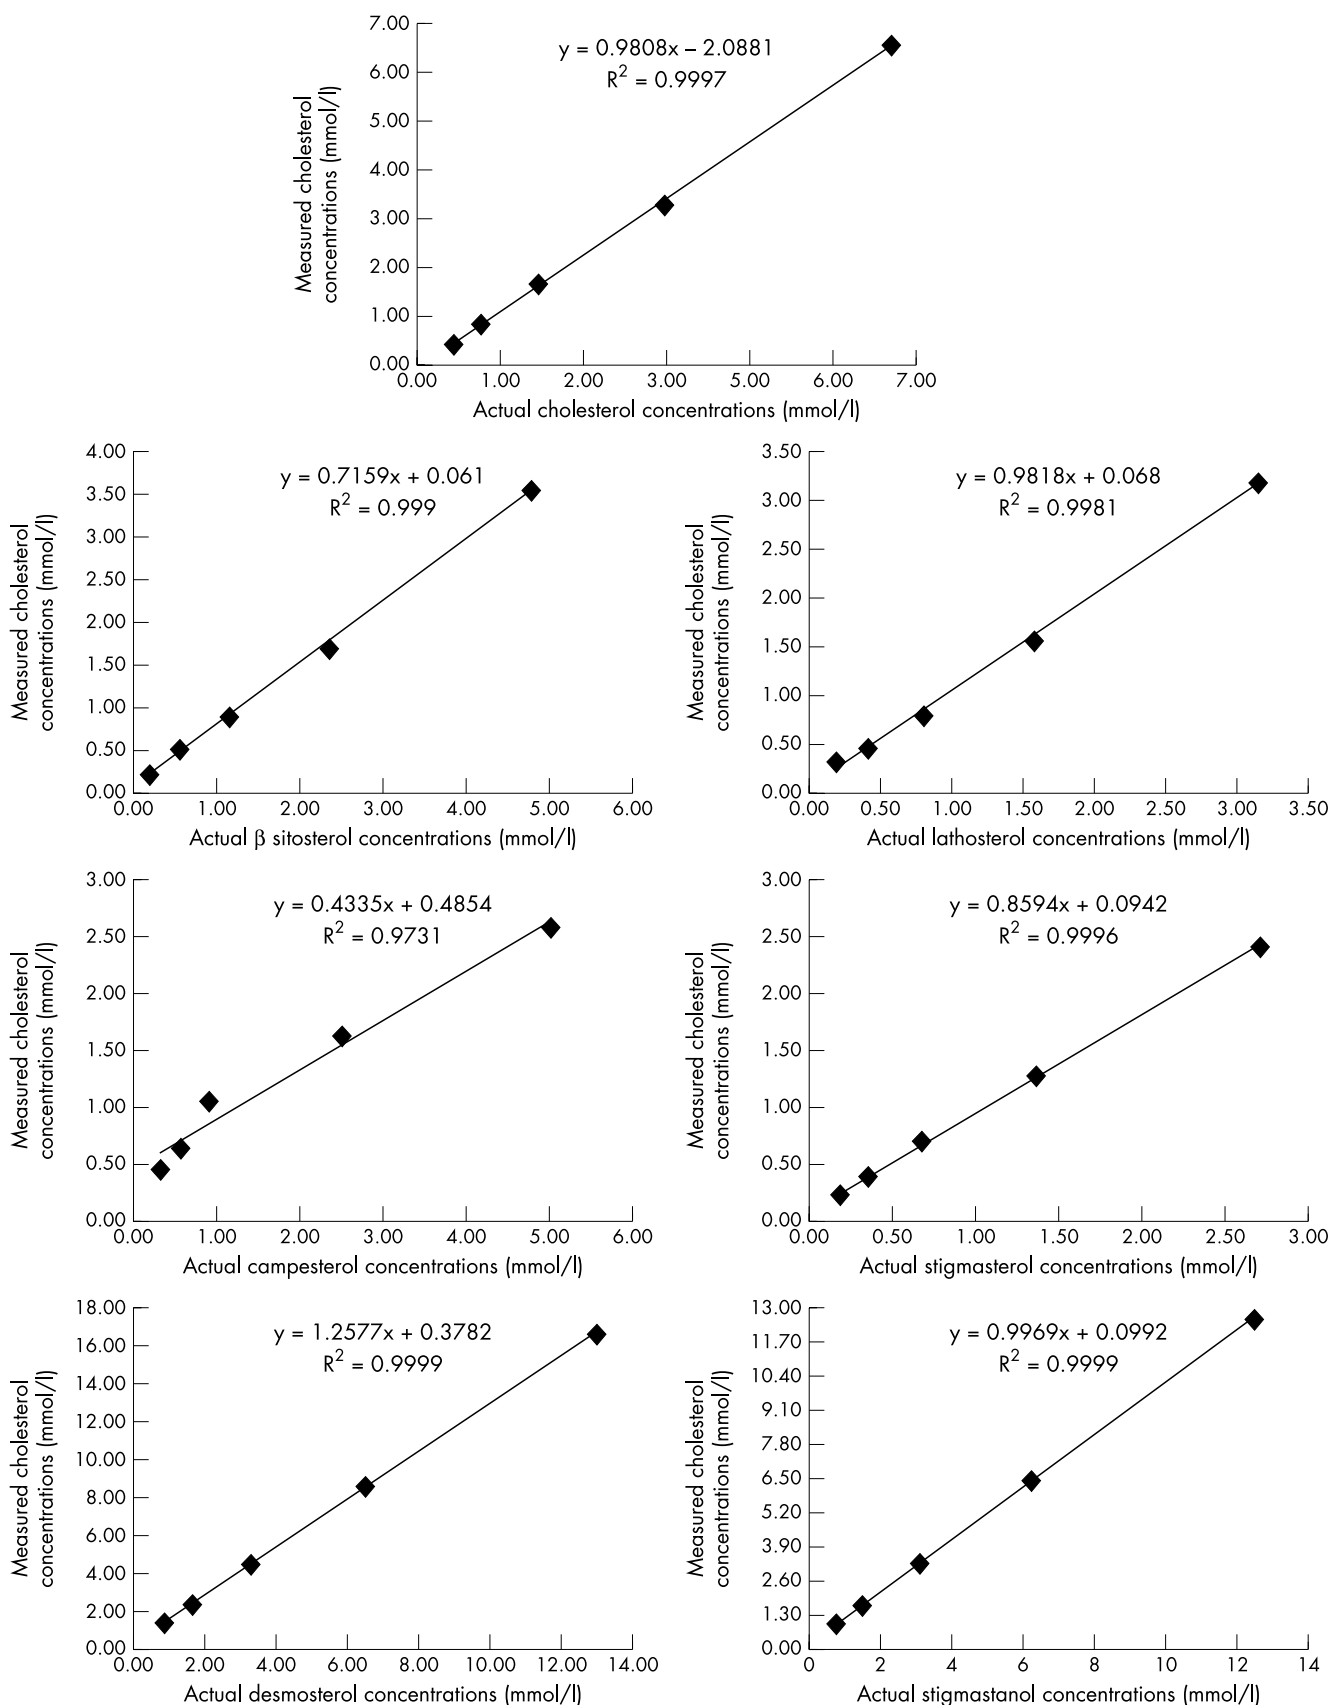 7.00
6.00
5.00
4.00
3.00
2.00
1.00
0.00
Measured cholesterol
concentrations (mmol/l)
y = 0.9808x – 2.0881
R² = 0.9997
0.00 1.00 2.00 3.00 5.00 6.00 7.00
Actual cholesterol concentrations (mmol/l)
4.00
3.50
3.00
2.50
2.00
1.50
1.00
0.50
0.00
Measured cholesterol
concentrations (mmol/l)
y = 0.7159x + 0.061
R² = 0.999
0.00 1.00 2.00 3.00 4.00 5.00 6.00
Actual β sitosterol concentrations (mmol/l)
3.50
3.00
2.50
2.00
1.50
1.00
0.50
0.00
Measured cholesterol
concentrations (mmol/l)
y = 0.9818x + 0.068
R² = 0.9981
0.00 0.50 1.00 1.50 2.00 2.50 3.00 3.50
Actual lathosterol concentrations (mmol/l)
3.00
2.50
2.00
1.50
1.00
0.50
0.00
Measured cholesterol
concentrations (mmol/l)
y = 0.4335x + 0.4854
R² = 0.9731
0.00 1.00 2.00 3.00 4.00 5.00 6.00
Actual campesterol concentrations (mmol/l)
3.00
2.50
2.00
1.50
1.00
0.50
0.00
Measured cholesterol
concentrations (mmol/l)
y = 0.8594x + 0.0942
R² = 0.9996
0.00 0.50 1.00 1.50 2.00 2.50 3.00
Actual stigmasterol concentrations (mmol/l)
18.00
16.00
14.00
12.00
10.00
8.00
6.00
4.00
2.00
0.00
Measured cholesterol
concentrations (mmol/l)
y = 1.2577x + 0.3782
R² = 0.9999
0.00 2.00 4.00 6.00 8.00 10.00 12.00 14.00
Actual desmosterol concentrations (mmol/l)
13.00
11.70
10.40
9.10
7.80
6.50
5.20
3.90
2.60
1.30
0.00
Measured cholesterol
concentrations (mmol/l)
y = 0.9969x + 0.0992
R² = 0.9999
0 2 4 6 8 10 12 14
Actual stigmastanol concentrations (mmol/l)